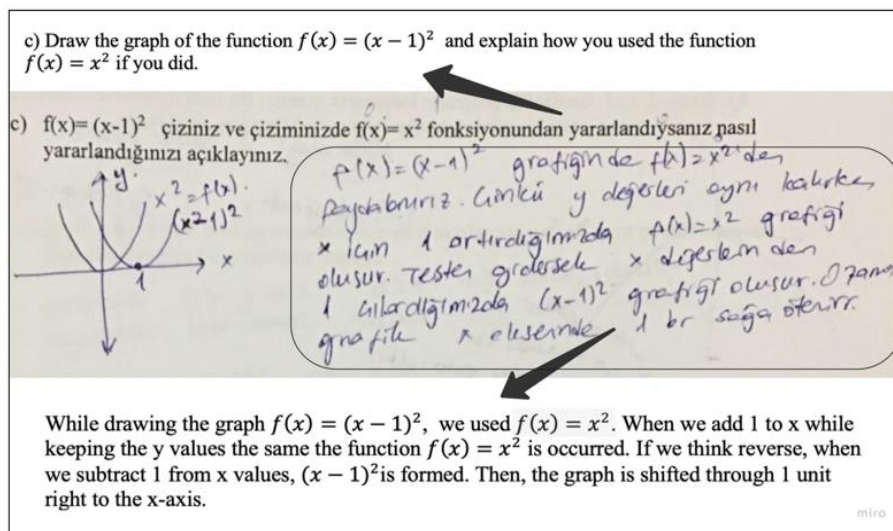 c) Draw the graph of the function f(x) = (x − 1)² and explain how you used the function
f(x) = x² if you did.
c) f(x)= (x-1)² çiziniz ve çiziminizde f(x)= x² fonksiyonundan yararlandıysanız nasıl
yararlandığınızı açıklayınız.
y
x² = f(x).
(x-1)²
x
1
f(x) = (x-1)² grafiğinde f(x) = x² 'den
faydalanırız. Çünkü y değerleri aynı kalırken
x için 1 artırdığımızda f(x)=x² grafiği
oluşur. Tersten gidersek x değerlerinden
1 çıkardığımızda (x-1)² grafiği oluşur. O zaman
grafik x ekseninde 1 br sağa ötelenir.
While drawing the graph f(x) = (x − 1)², we used f(x) = x². When we add 1 to x while
keeping the y values the same the function f(x) = x² is occurred. If we think reverse, when
we subtract 1 from x values, (x − 1)²is formed. Then, the graph is shifted through 1 unit
right to the x-axis.
miro